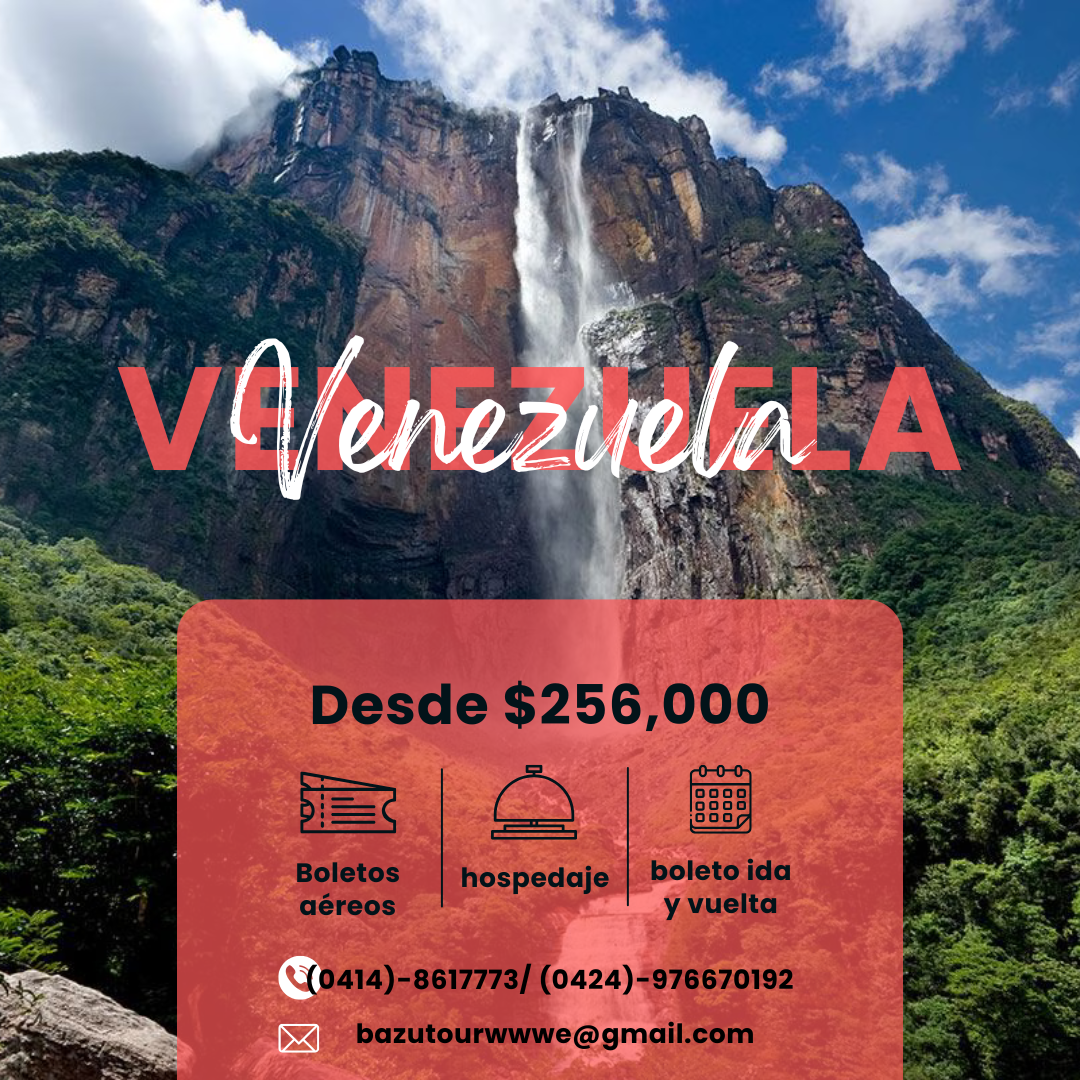 VENEZUELA
Venezuela
Desde $256,000
Boletos
aéreos
hospedaje
boleto ida
y vuelta
(0414)-8617773/ (0424)-976670192
bazutourwwwe@gmail.com